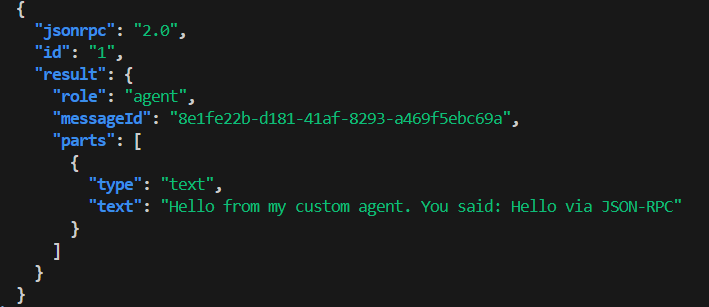 {
  "jsonrpc": "2.0",
  "id": "1",
  "result": {
    "role": "agent",
    "messageId": "8e1fe22b-d181-41af-8293-a469f5ebc69a",
    "parts": [
      {
        "type": "text",
        "text": "Hello from my custom agent. You said: Hello via JSON-RPC"
      }
    ]
  }
}